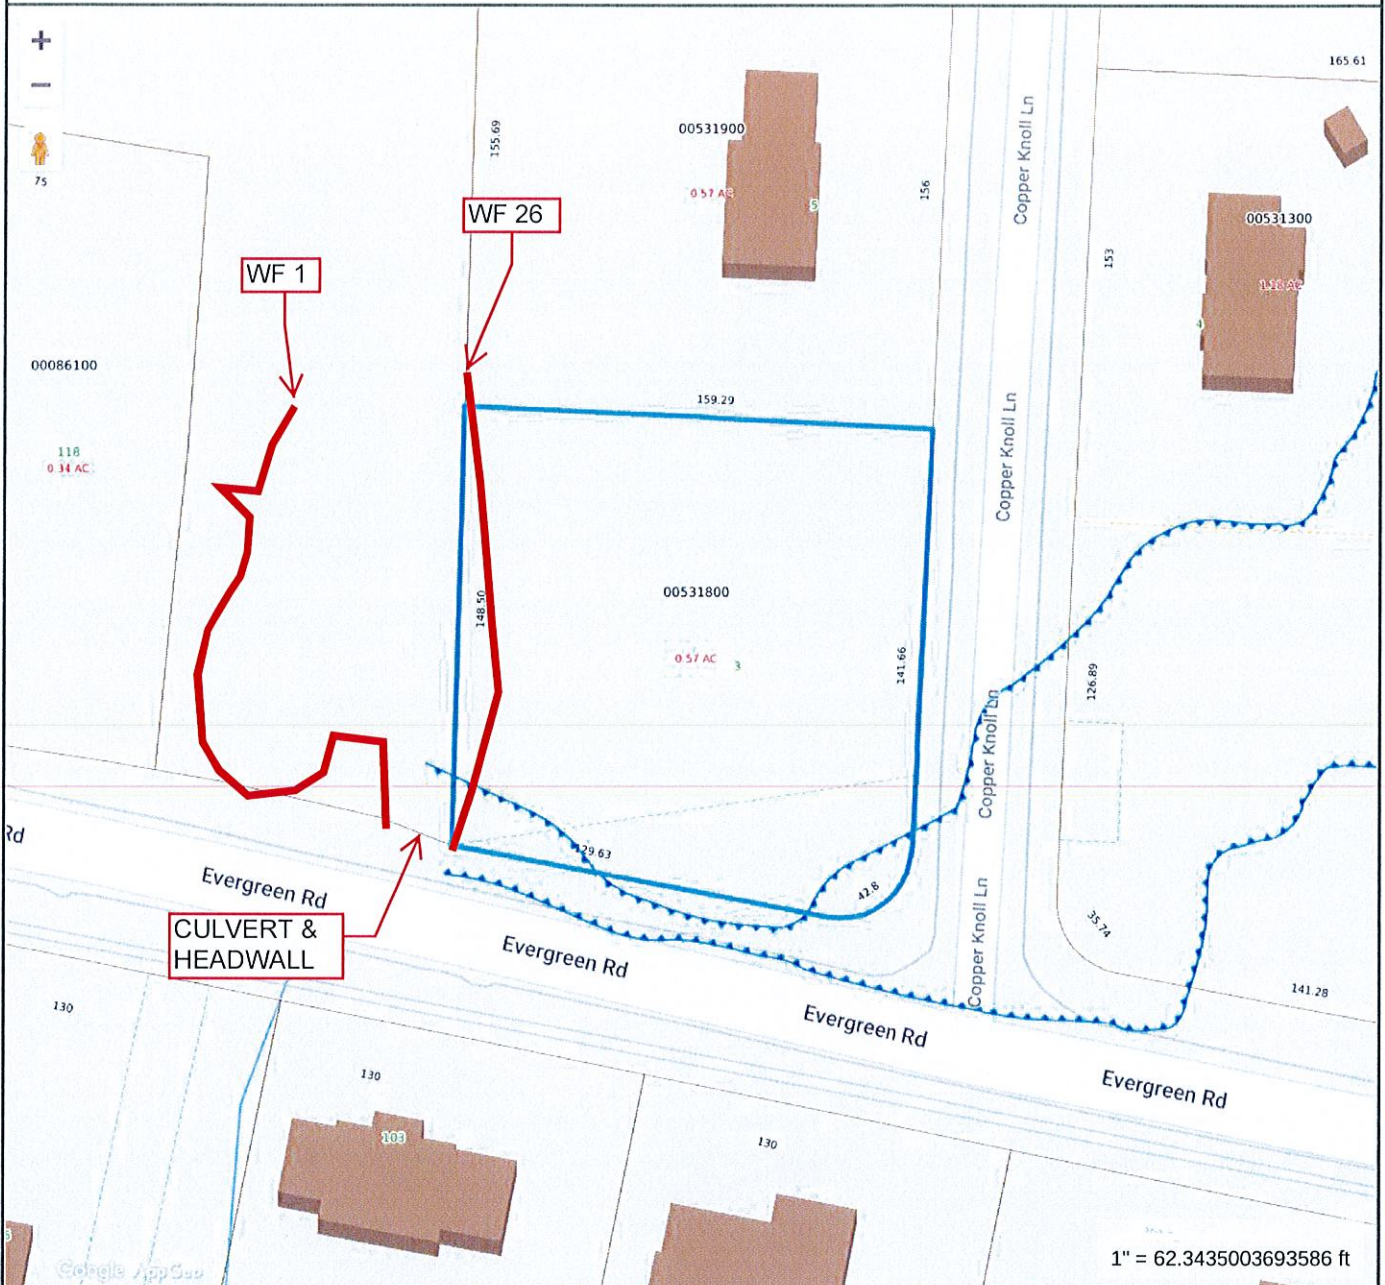 +
−
165.61
75
155.69
00531900
0.57 AC
5
156
Copper Knoll Ln
WF 26
153
00531300
1.18 AC
4
WF 1
00086100
118
0.34 AC
159.29
Copper Knoll Ln
148.50
00531800
0.57 AC
3
141.66
126.89
Copper Knoll Ln
Rd
129.63
42.8
Evergreen Rd
CULVERT &
HEADWALL
Evergreen Rd
Copper Knoll Ln
35.74
141.28
130
Evergreen Rd
130
Evergreen Rd
103
130
Google AppGeo
1" = 62.3435003693586 ft